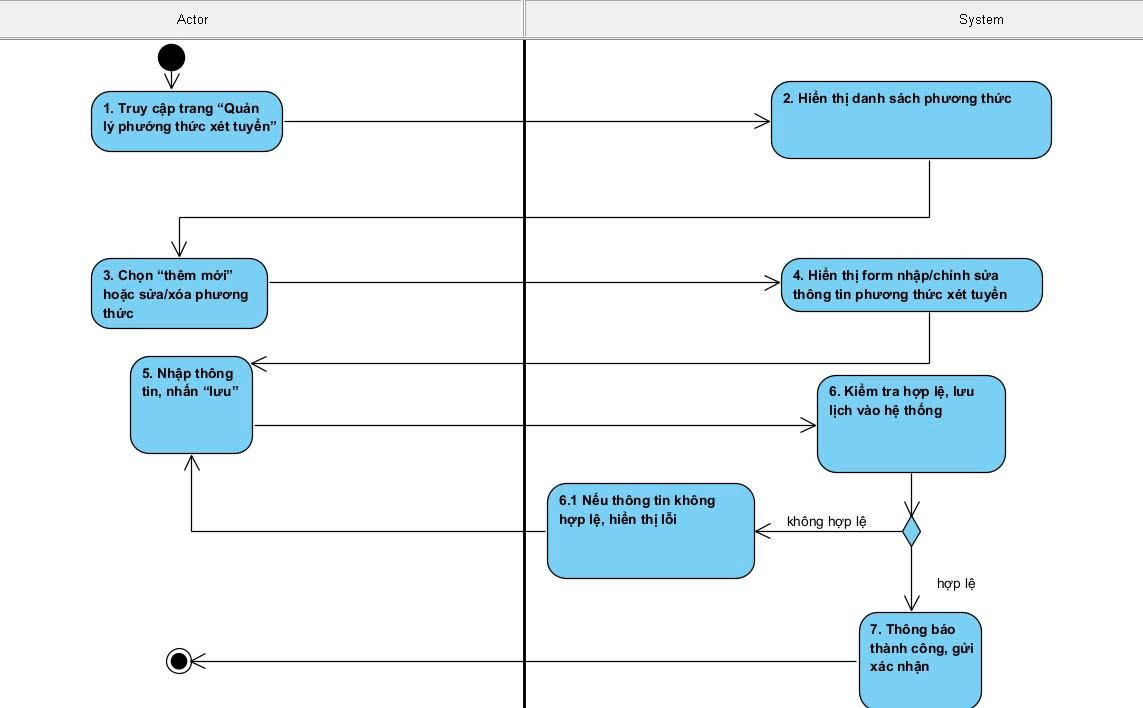 Actor
System
1. Truy cập trang “Quản
lý phướng thức xét tuyển”
2. Hiển thị danh sách phương thức
3. Chọn “thêm mới”
hoặc sửa/xóa phương
thức
4. Hiển thị form nhập/chỉnh sửa
thông tin phương thức xét tuyển
5. Nhập thông
tin, nhấn “lưu”
6. Kiểm tra hợp lệ, lưu
lịch vào hệ thống
6.1 Nếu thông tin không
hợp lệ, hiển thị lỗi
không hợp lệ
hợp lệ
7. Thông báo
thành công, gửi
xác nhận